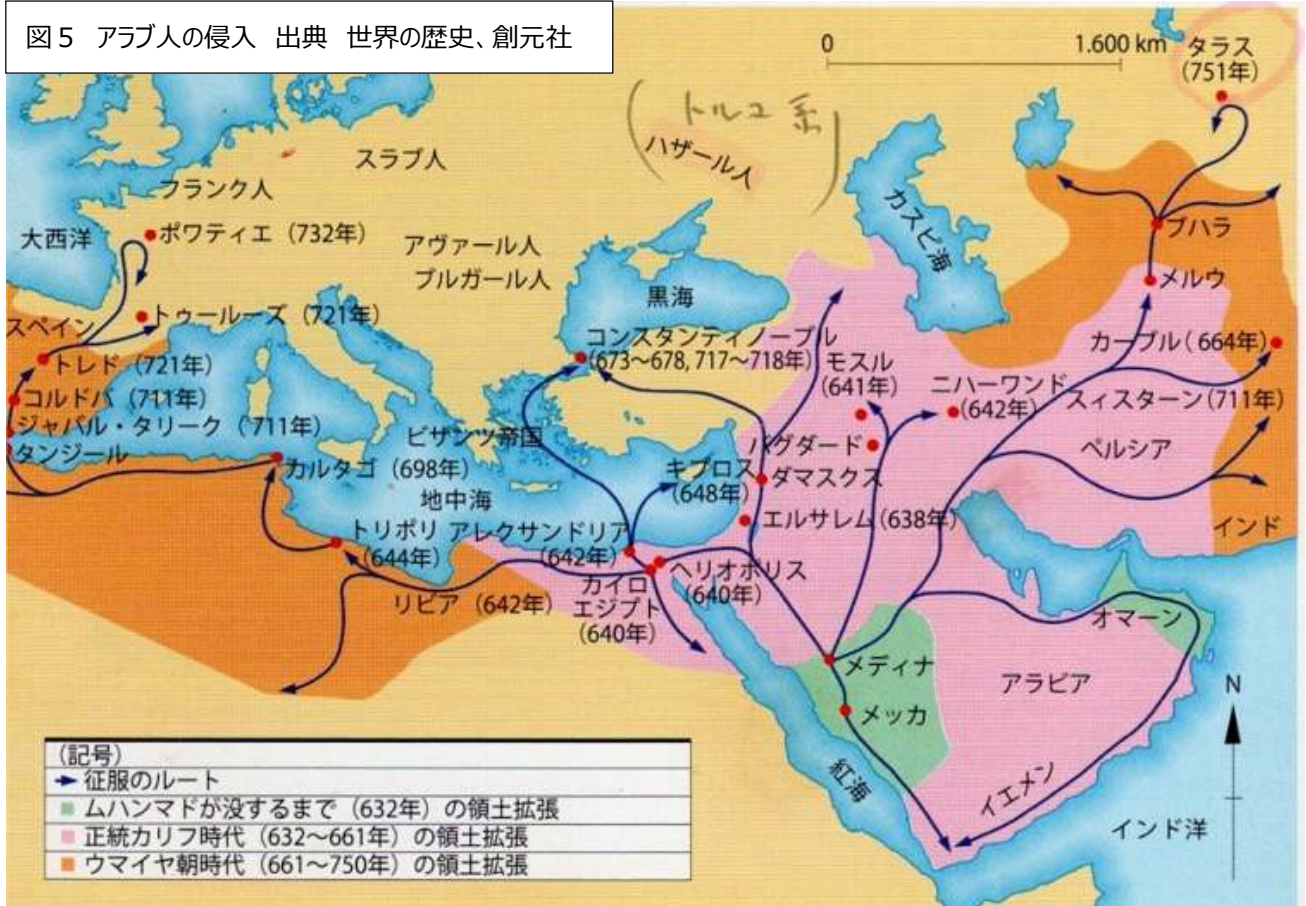 図5 アラブ人の侵入 出典 世界の歴史、創元社
0
1.600 km
タラス
(751年)
(トルコ系)
ハザール人
スラブ人
フランク人
大西洋
ポワティエ(732年)
アヴァール人
ブルガール人
カスピ海
黒海
ブハラ
メルウ
トゥールーズ(721年)
スペイン
トレド(721年)
コルドバ(711年)
ジャバル・タリーク(711年)
タンジール
コンスタンティノーブル
(673〜678, 717〜718年)
モスル
(641年)
ニハーワンド
(642年)
カーブル(664年)
スィスターン(711年)
ペルシア
インド
ビザンツ帝国
カルタゴ(698年)
地中海
バグダード
キプロス
(648年)
ダマスクス
エルサレム(638年)
トリポリ
(644年)
アレクサンドリア
(642年)
ヘリオポリス
(640年)
カイロ
エジプト
(640年)
リビア(642年)
オマーン
メディナ
メッカ
アラビア
紅海
イエメン
インド洋
N
(記号)
征服のルート
ムハンマドが没するまで(632年)の領土拡張
正統カリフ時代(632〜661年)の領土拡張
ウマイヤ朝時代(661〜750年)の領土拡張